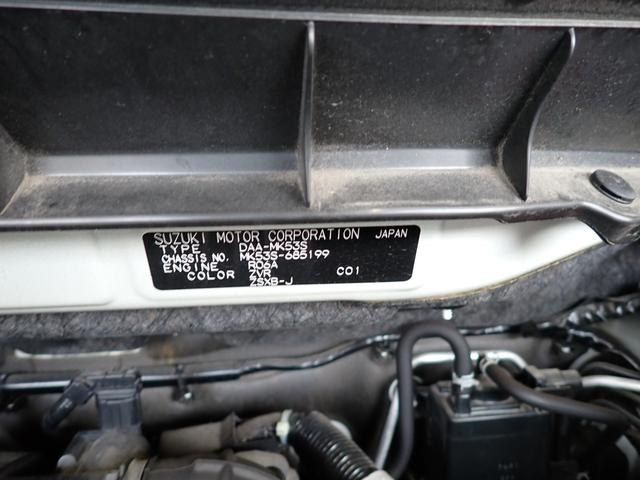 SUZUKI MOTOR CORPORATION JAPAN
TYPE DAA-MK53S
CHASSIS NO. MK53S-685199
ENGINE R06A
COLOR ZVR C01
ZSXB-J